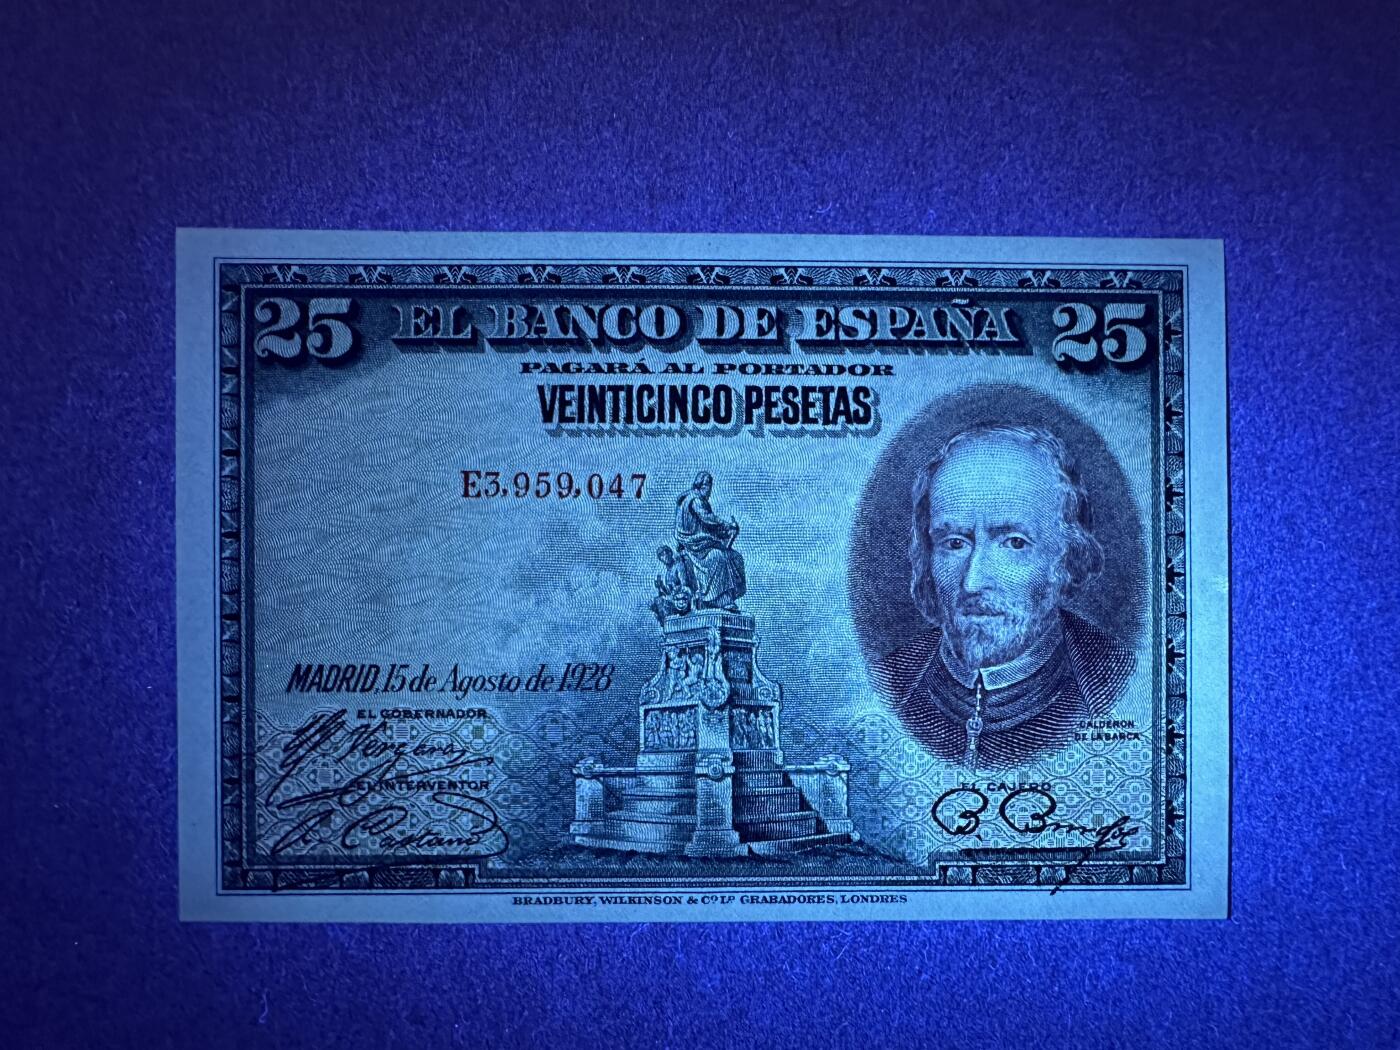 25 EL BANCO DE ESPAÑA 25
PAGARÁ AL PORTADOR
VEINTICINCO PESETAS
E3,959,047
MADRID, 15 de Agosto de 1928
EL GOBERNADOR
EL INTERVENTOR
CALDERON
DE LA BARCA
EL CAJERO
BRADBURY, WILKINSON & Cº Lᴰ GRABADORES, LONDRES